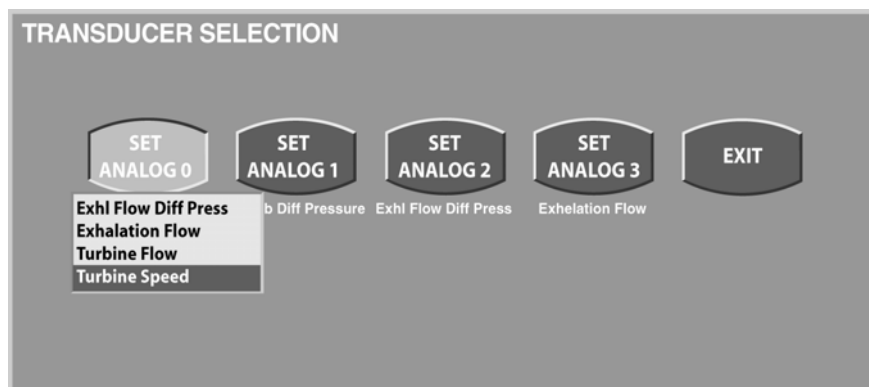 TRANSDUCER SELECTION
SET
ANALOG 0
SET
ANALOG 1
SET
ANALOG 2
SET
ANALOG 3
EXIT
Exhl Flow Diff Press
Exhalation Flow
Turbine Flow
Turbine Speed
b Diff Pressure
Exhl Flow Diff Press
Exhelation Flow